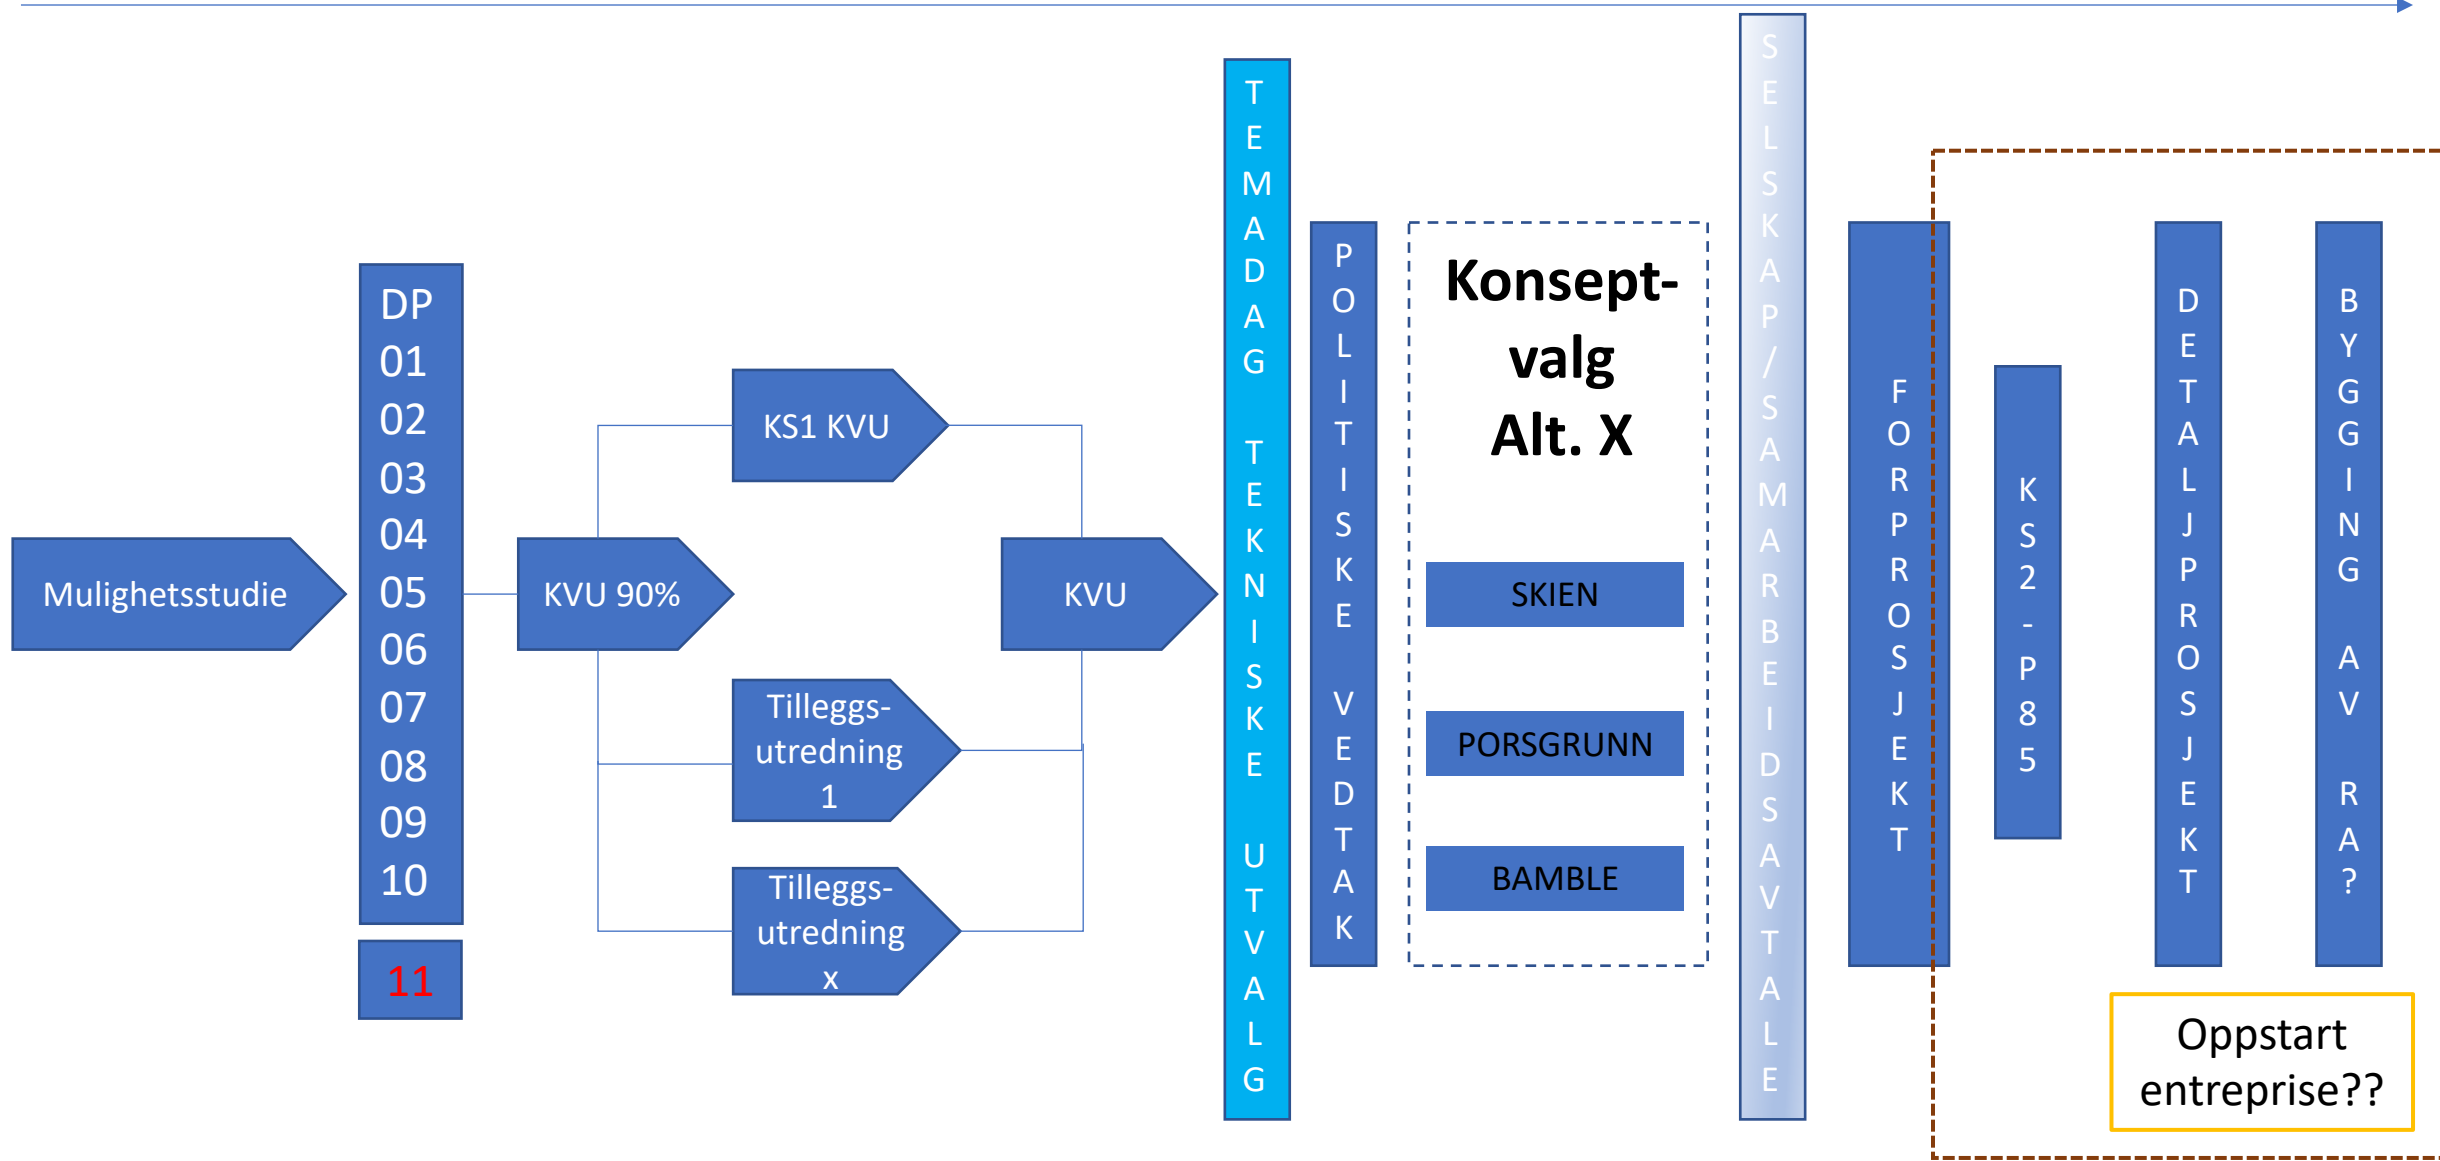 Mulighetsstudie
DP
01
02
03
04
05
06
07
08
09
10
11
KVU 90%
KS1 KVU
Tilleggs-
utredning
1
Tilleggs-
utredning
x
KVU
TEMADAG TEKNISKE UTVALG
POLITISKE VEDTAK
Konsept-
valg
Alt. X
SKIEN
PORSGRUNN
BAMBLE
SELSKAP/SAMARBEIDSAVTALE
FORPROSJEKT
KS2-P85
DETALJPROSJEKT
BYGGING AV RA?
Oppstart
entreprise??